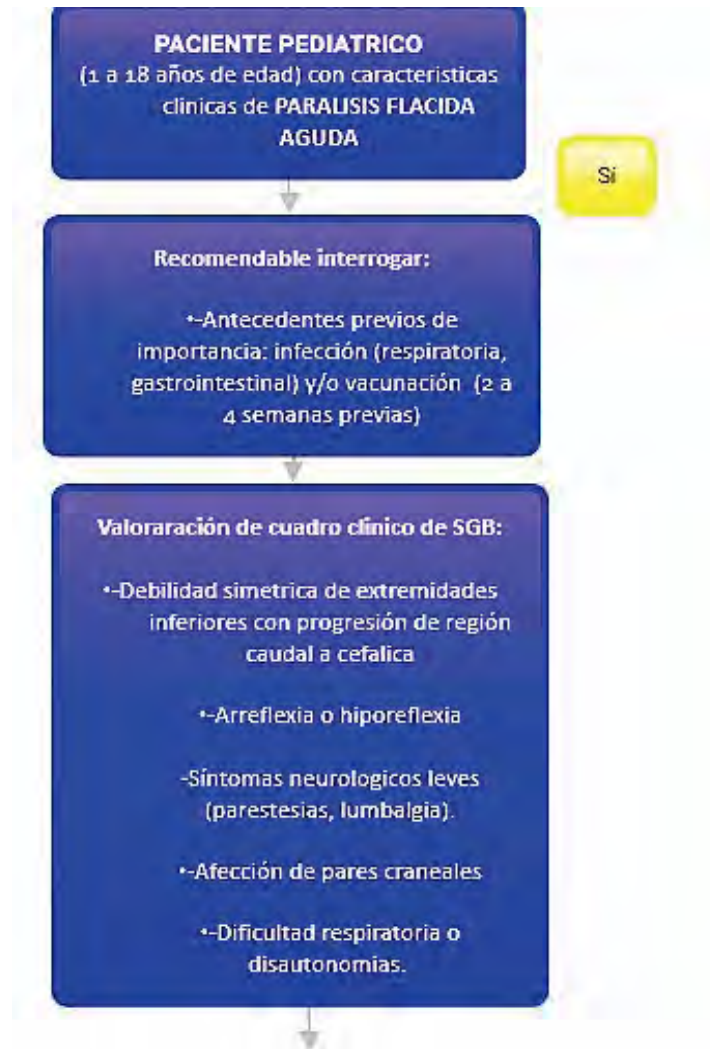 PACIENTE PEDIATRICO
(1 a 18 años de edad) con caracteristicas
clinicas de PARALISIS FLACIDA
AGUDA
Si
Recomendable interrogar:
•-Antecedentes previos de
importancia: infección (respiratoria,
gastrointestinal) y/o vacunación (2 a
4 semanas previas)
Valoraración de cuadro clinico de SGB:
•-Debilidad simetrica de extremidades
inferiores con progresión de región
caudal a cefalica
•-Arreflexia o hiporeflexia
-Síntomas neurologicos leves
(parestesias, lumbalgia).
•-Afección de pares craneales
•-Dificultad respiratoria o
disautonomias.